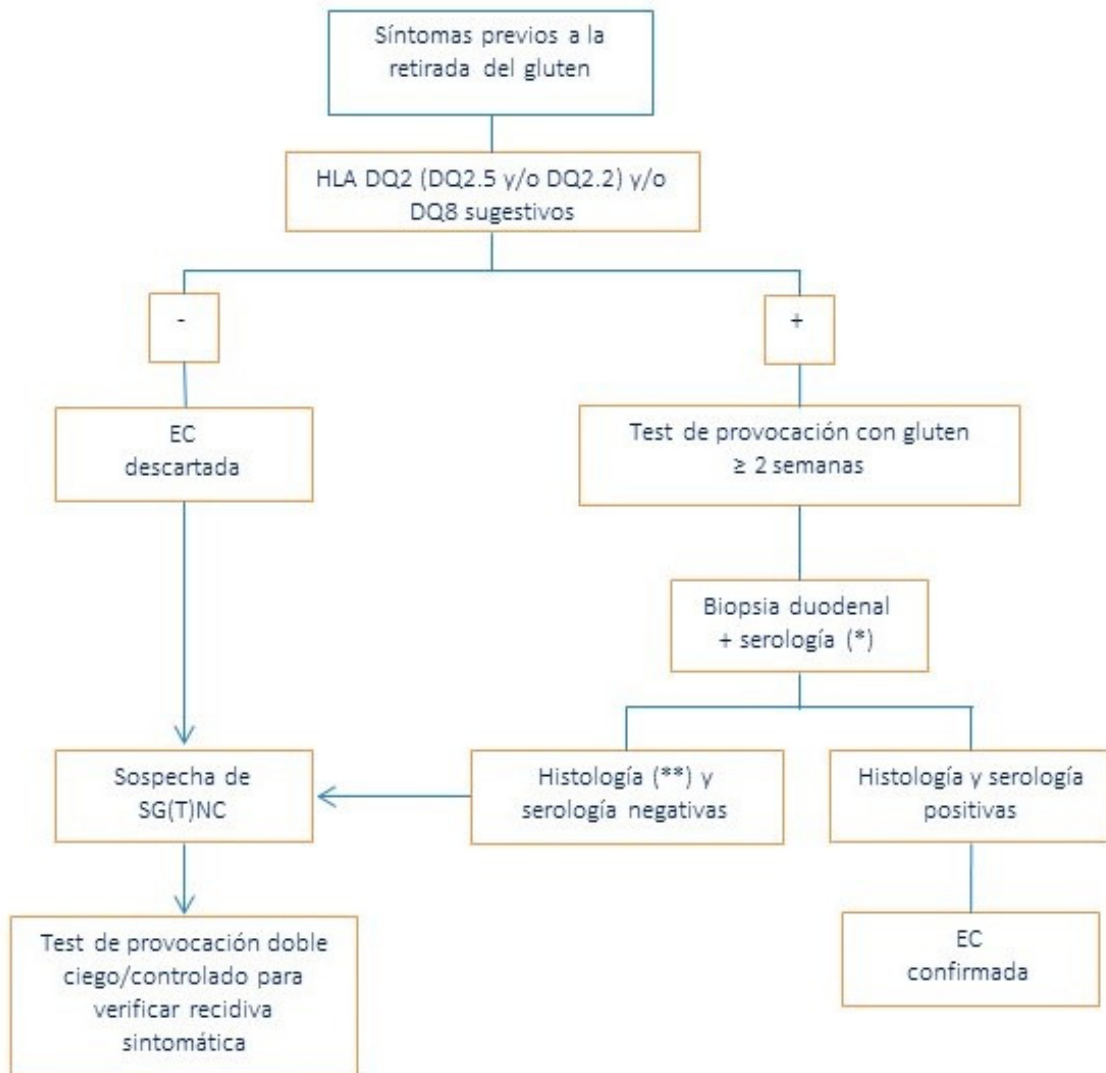 Síntomas previos a la
retirada del gluten
HLA DQ2 (DQ2.5 y/o DQ2.2) y/o
DQ8 sugestivos
-
+
EC
descartada
Test de provocación con gluten
≥ 2 semanas
Biopsia duodenal
+ serología (*)
Sospecha de
SG(T)NC
Histología (**) y
serología negativas
Histología y serología
positivas
Test de provocación doble
ciego/controlado para
verificar recidiva
sintomática
EC
confirmada